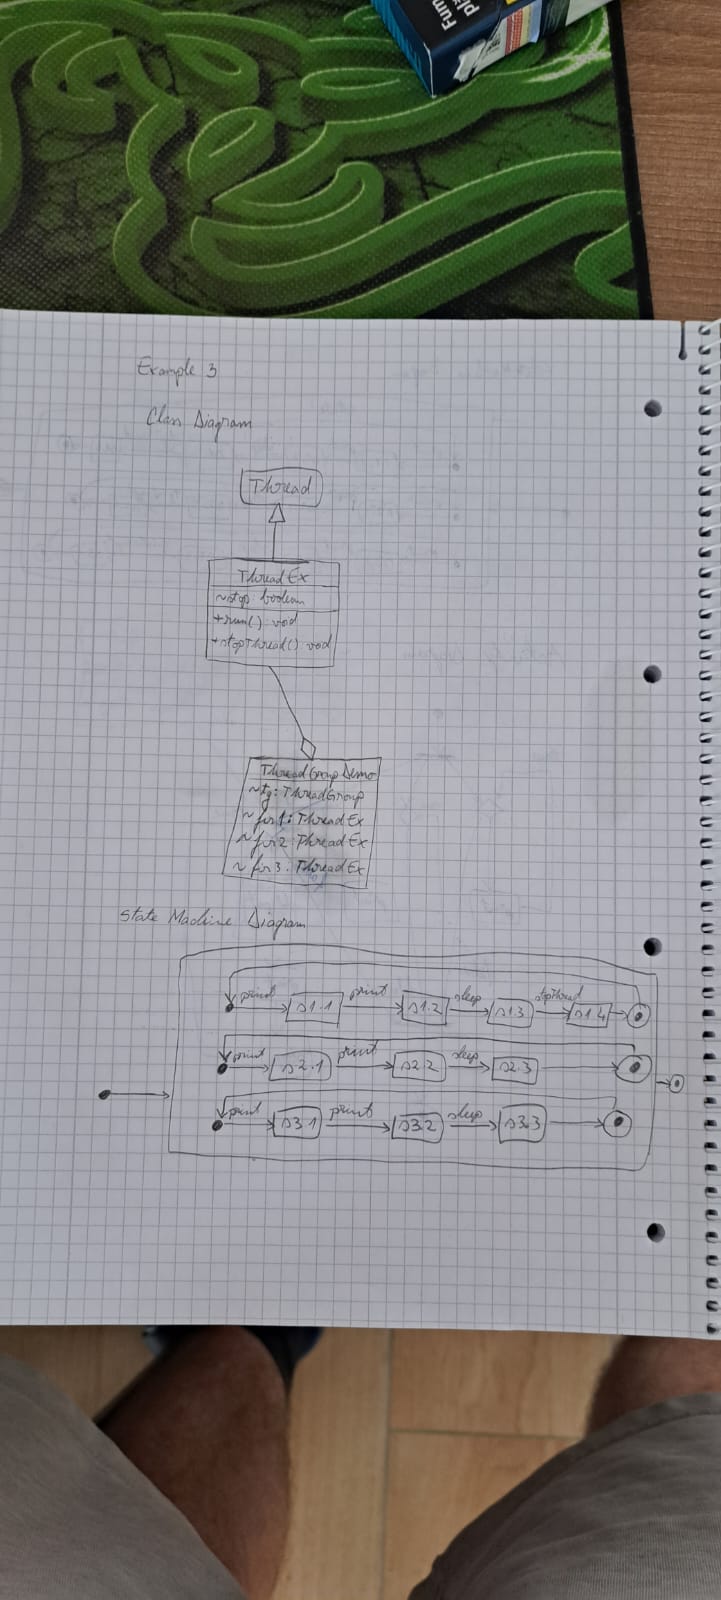 Fum
Example 3
Class Diagram
Thread
ThreadEx
~stop: boolean
+run(): void
+stopThread(): void
ThreadGroupDemo
~tg: ThreadGroup
~fir1: ThreadEx
~fir2: ThreadEx
~fir3: ThreadEx
State Machine Diagram
print print sleep stopThread
s1.1 s1.2 s1.3 s1.4
print print sleep
s2.1 s2.2 s2.3
print print sleep
s3.1 s3.2 s3.3